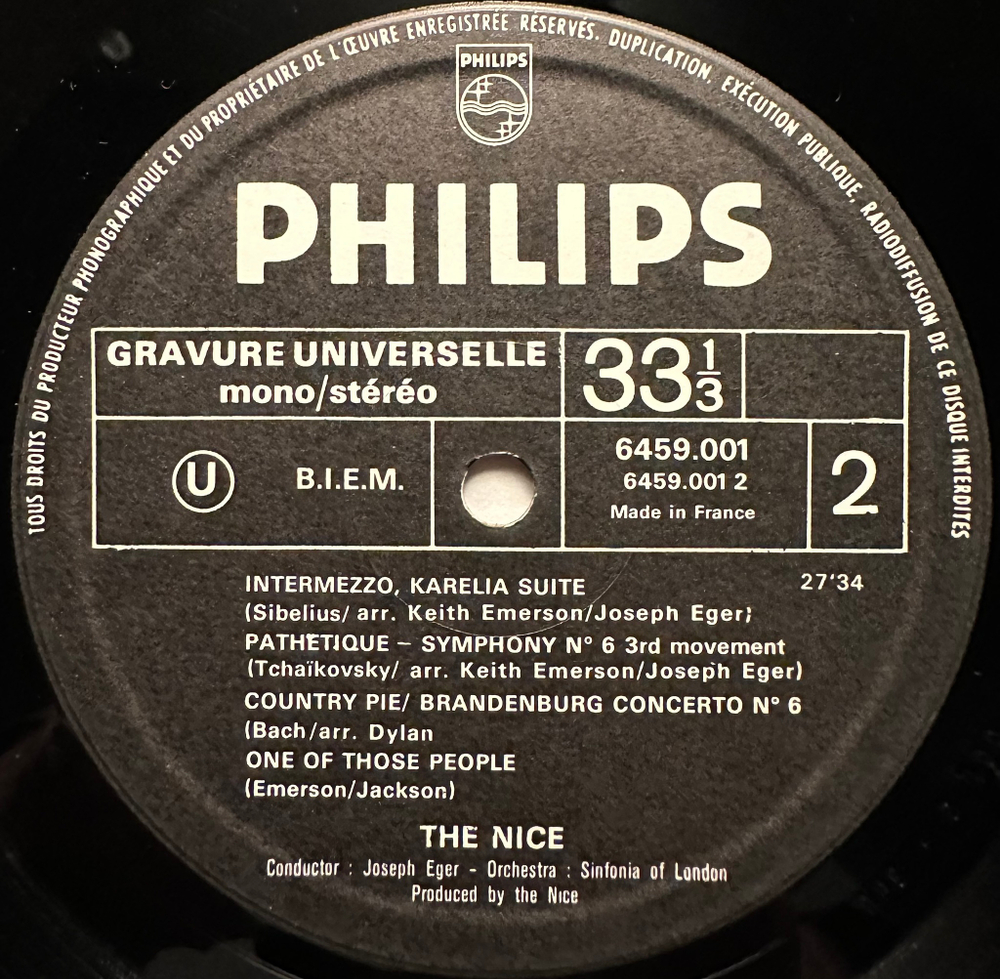 TOUS DROITS DU PRODUCTEUR PHONOGRAPHIQUE ET DU PROPRIÉTAIRE DE L'ŒUVRE ENREGISTRÉE RÉSERVÉS. DUPLICATION, EXÉCUTION PUBLIQUE, RADIODIFFUSION DE CE DISQUE INTERDITES
PHILIPS
PHILIPS
GRAVURE UNIVERSELLE
mono/stéréo
33 1/3
U
B.I.E.M.
6459.001
6459.001 2
Made in France
2
INTERMEZZO, KARELIA SUITE 27'34
(Sibelius/ arr. Keith Emerson/Joseph Eger)
PATHETIQUE – SYMPHONY N° 6 3rd movement
(Tchaïkovsky/ arr. Keith Emerson/Joseph Eger)
COUNTRY PIE/ BRANDENBURG CONCERTO N° 6
(Bach/arr. Dylan
ONE OF THOSE PEOPLE
(Emerson/Jackson)
THE NICE
Conductor : Joseph Eger - Orchestra : Sinfonia of London
Produced by the Nice